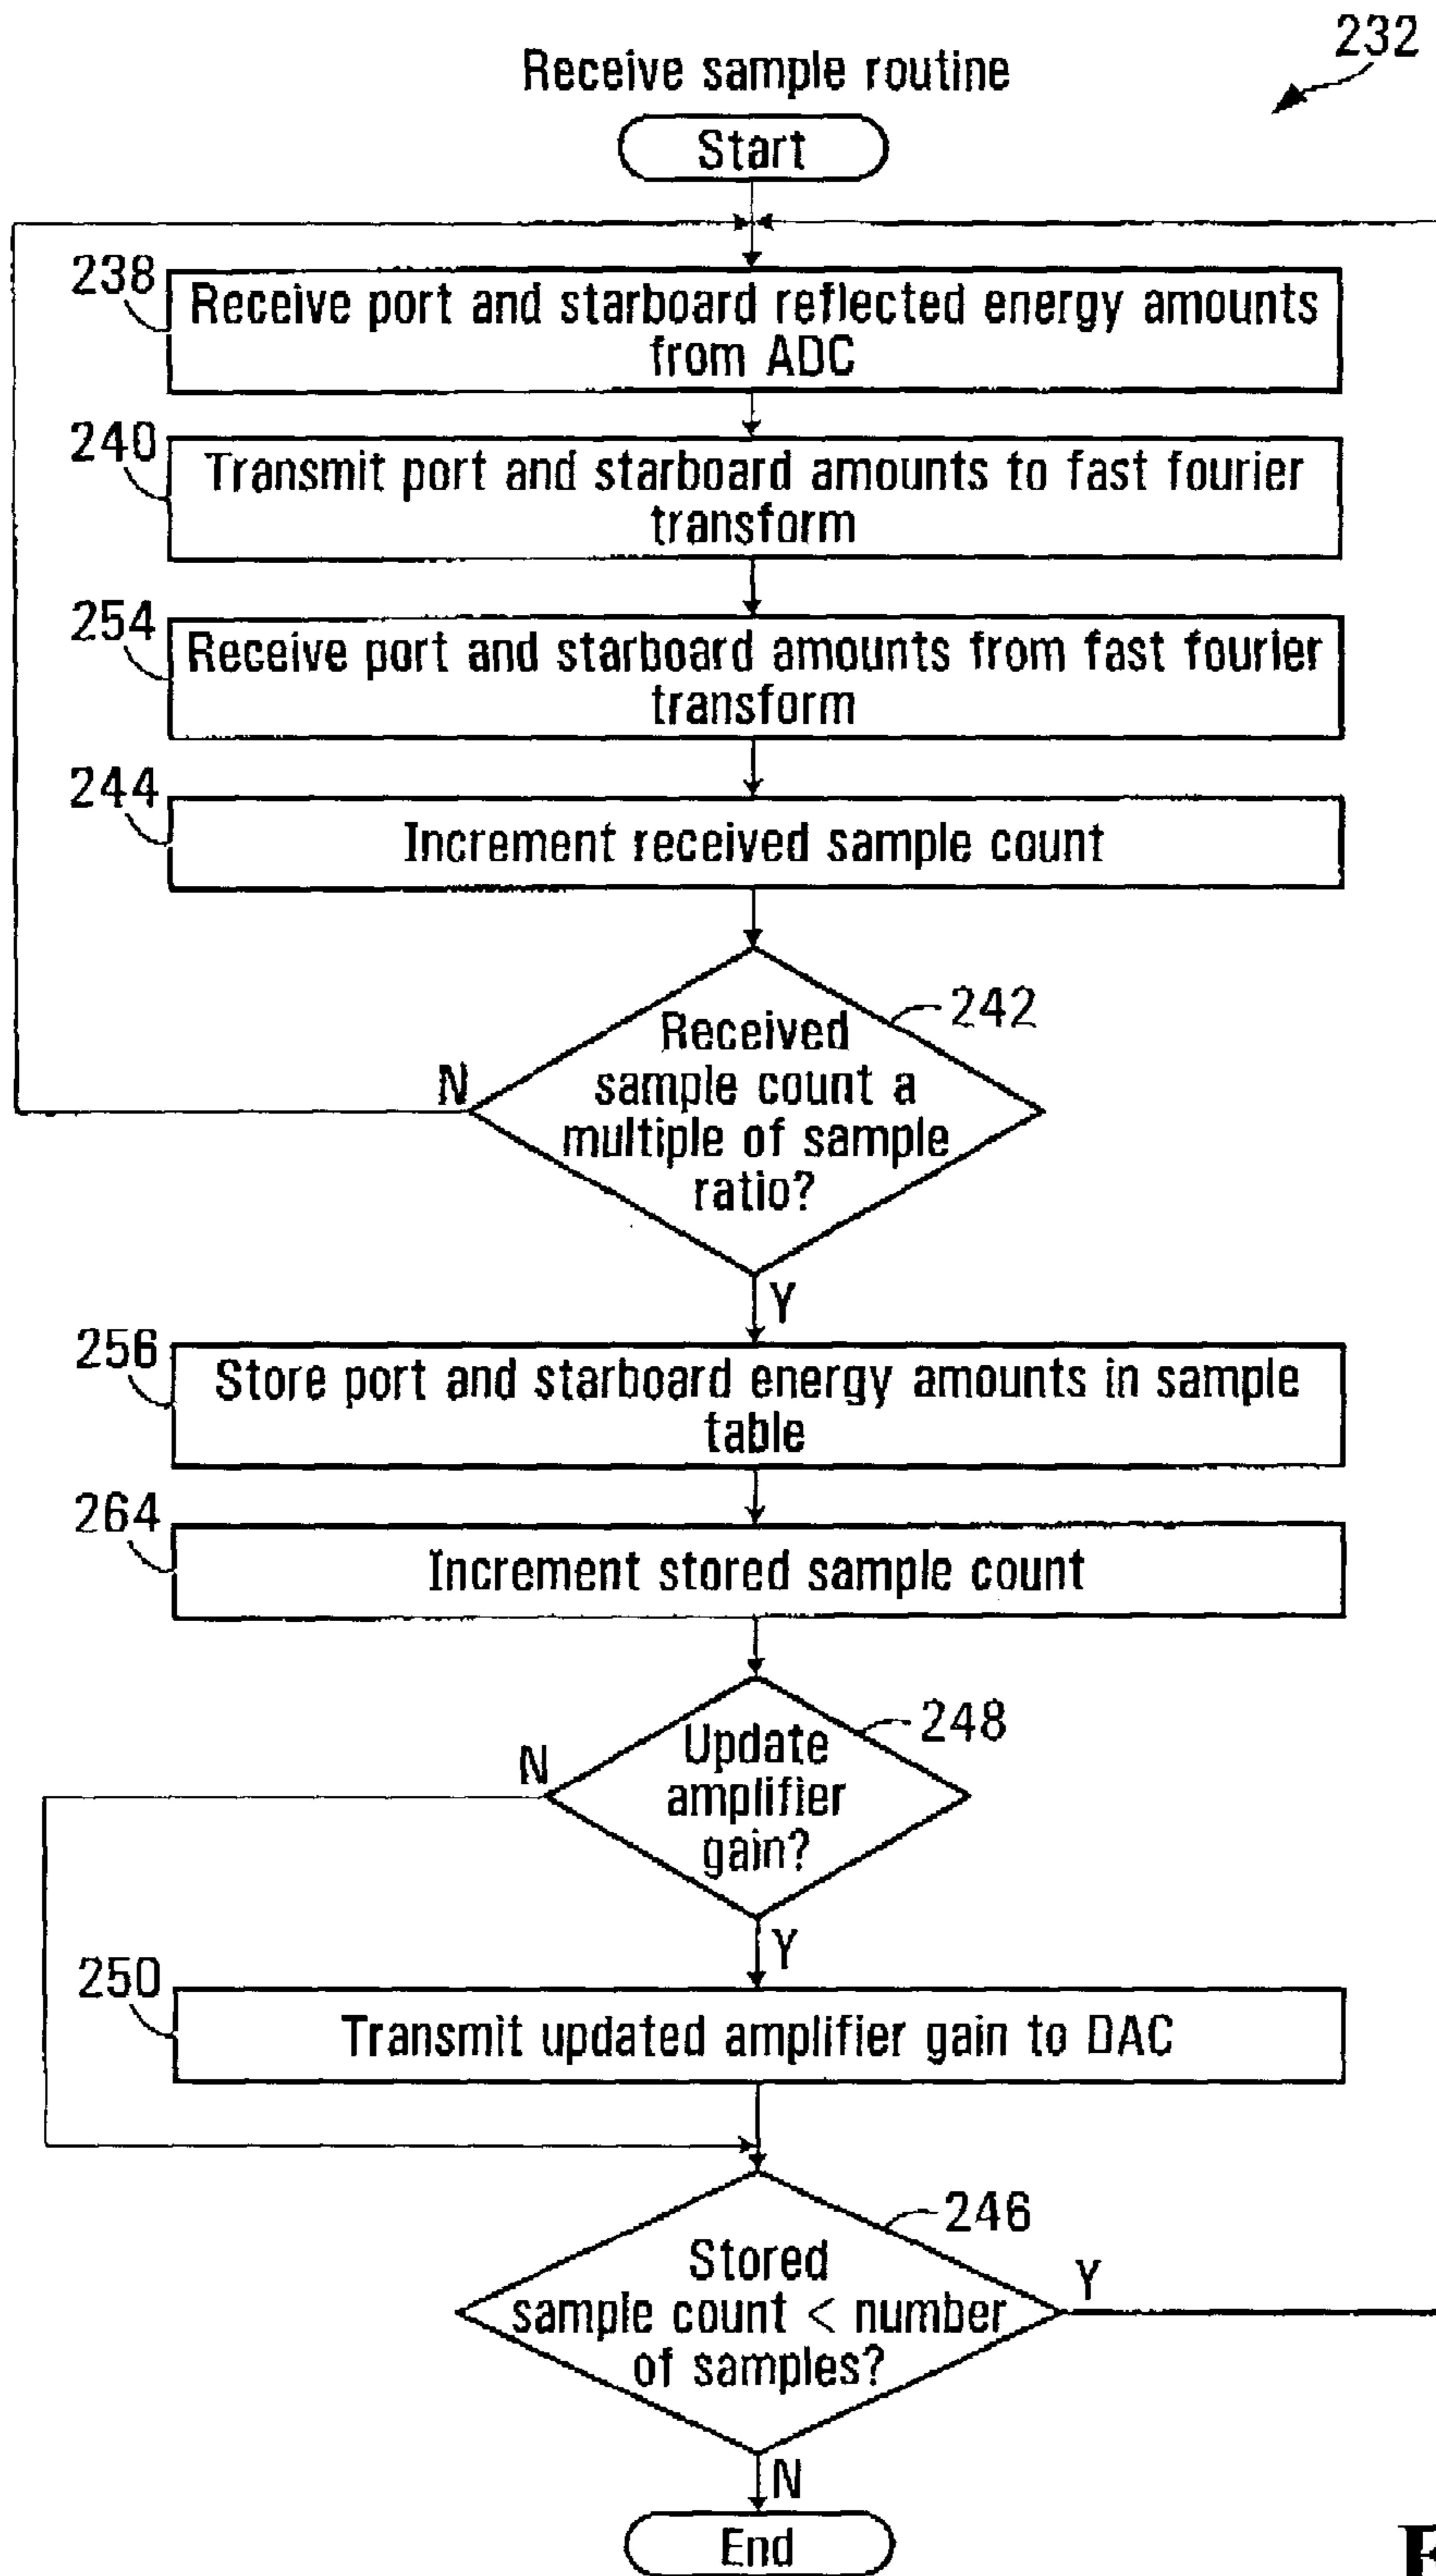 232
Receive sample routine
Start
238
Receive port and starboard reflected energy amounts
from ADC
240
Transmit port and starboard amounts to fast fourier
transform
254
Receive port and starboard amounts from fast fourier
transform
244
Increment received sample count
242
Received
sample count a
multiple of sample
ratio?
N
Y
256
Store port and starboard energy amounts in sample
table
264
Increment stored sample count
248
Update
amplifier
gain?
N
Y
250
Transmit updated amplifier gain to DAC
246
Stored
sample count < number
of samples?
Y
N
End